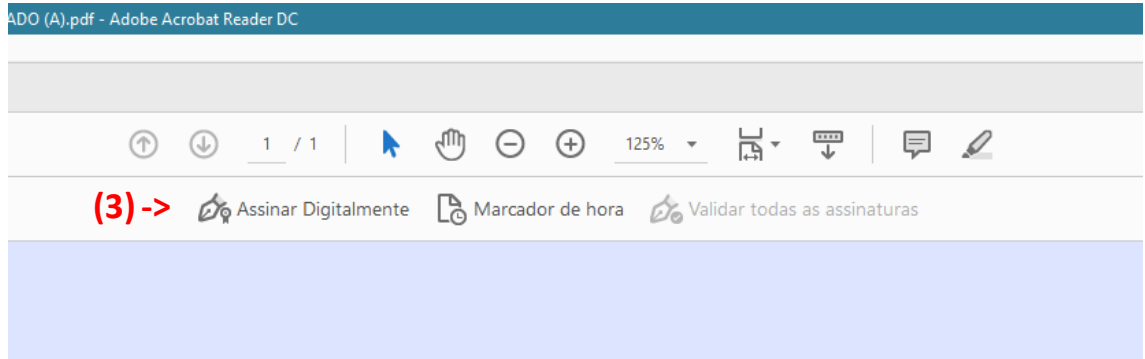 ADO (A).pdf - Adobe Acrobat Reader DC
1 / 1 125%
(3) -> Assinar Digitalmente Marcador de hora Validar todas as assinaturas